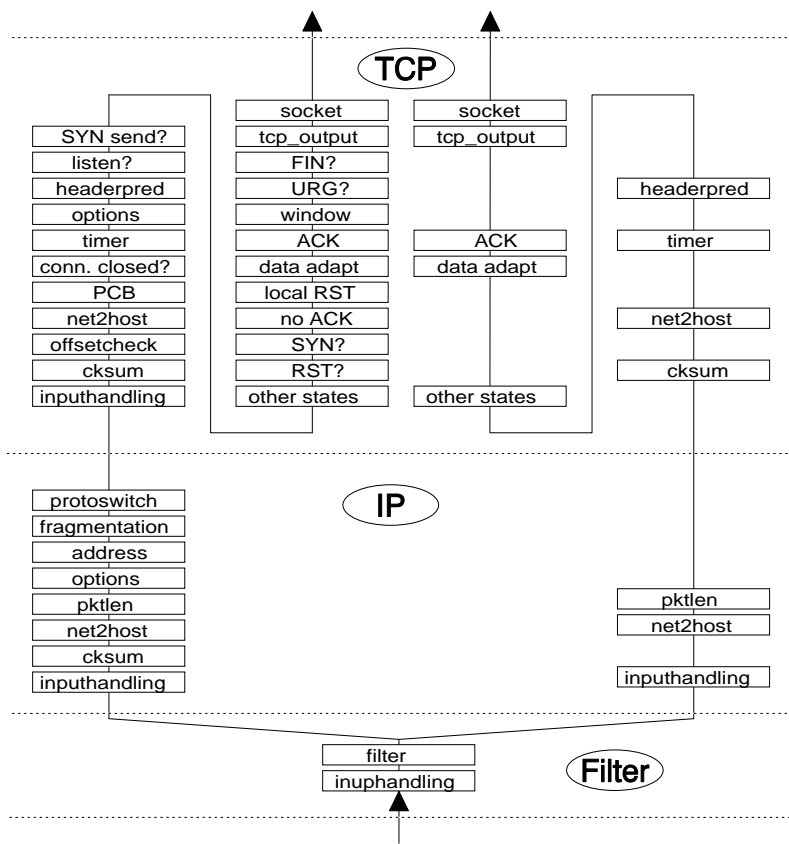 TCP
SYN send?
listen?
headerpred
options
timer
conn. closed?
PCB
net2host
offsetcheck
cksum
inputhandling
socket
tcp_output
FIN?
URG?
window
ACK
data adapt
local RST
no ACK
SYN?
RST?
other states
socket
tcp_output
ACK
data adapt
other states
headerpred
timer
net2host
cksum
IP
protoswitch
fragmentation
address
options
pktlen
net2host
cksum
inputhandling
pktlen
net2host
inputhandling
filter
inuphandling
Filter